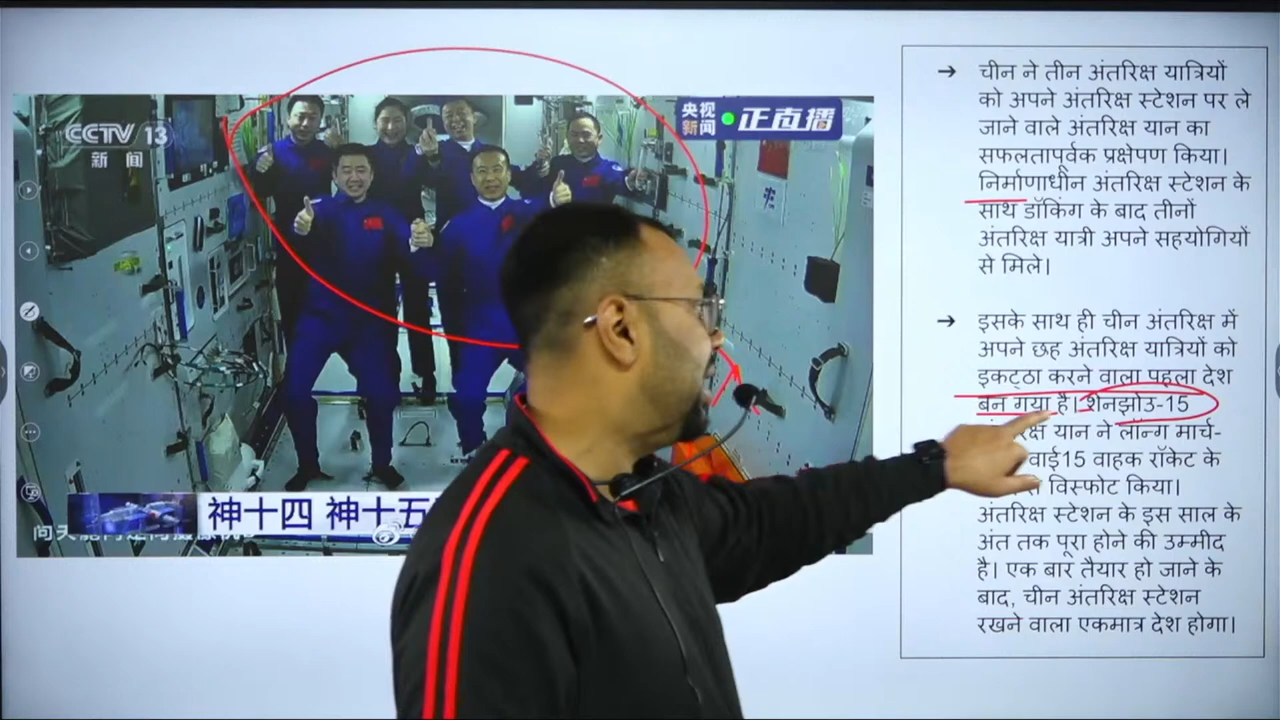 CCTV 13
新闻
央视
新闻
正直播
神十四 神十五
→ चीन ने तीन अंतरिक्ष यात्रियों
को अपने अंतरिक्ष स्टेशन पर ले
जाने वाले अंतरिक्ष यान का
सफलतापूर्वक प्रक्षेपण किया।
निर्माणाधीन अंतरिक्ष स्टेशन के
साथ डॉकिंग के बाद तीनों
अंतरिक्ष यात्री अपने सहयोगियों
से मिले।
→ इसके साथ ही चीन अंतरिक्ष में
अपने छह अंतरिक्ष यात्रियों को
इकट्ठा करने वाला पहला देश
बन गया है। शेनझोउ-15
यान ने लॉन्ग मार्च-
वाई15 वाहक रॉकेट के
विस्फोट किया।
अंतरिक्ष स्टेशन के इस साल के
अंत तक पूरा होने की उम्मीद
है। एक बार तैयार हो जाने के
बाद, चीन अंतरिक्ष स्टेशन
रखने वाला एकमात्र देश होगा।